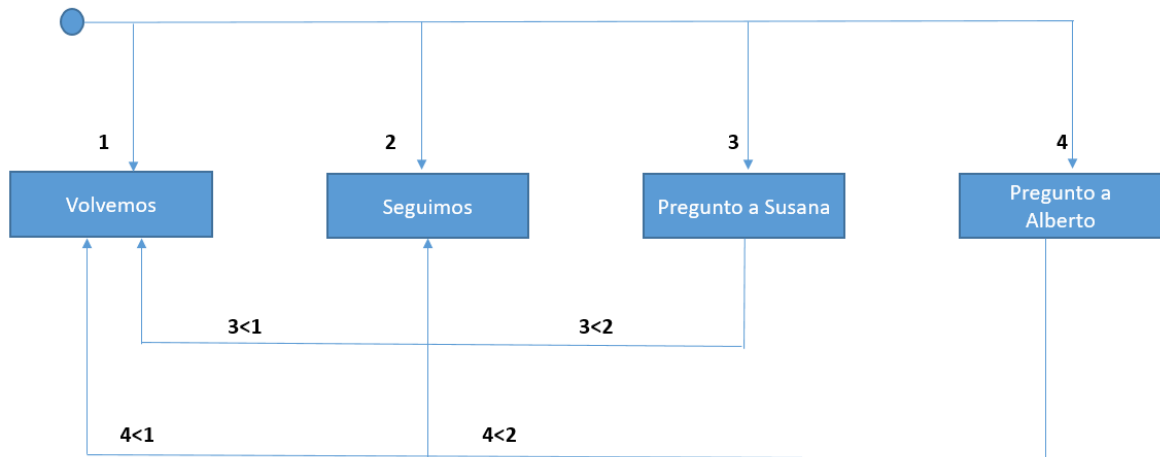 1
2
3
4
Volvemos
Seguimos
Pregunto a Susana
Pregunto a
Alberto
3<1
3<2
4<1
4<2